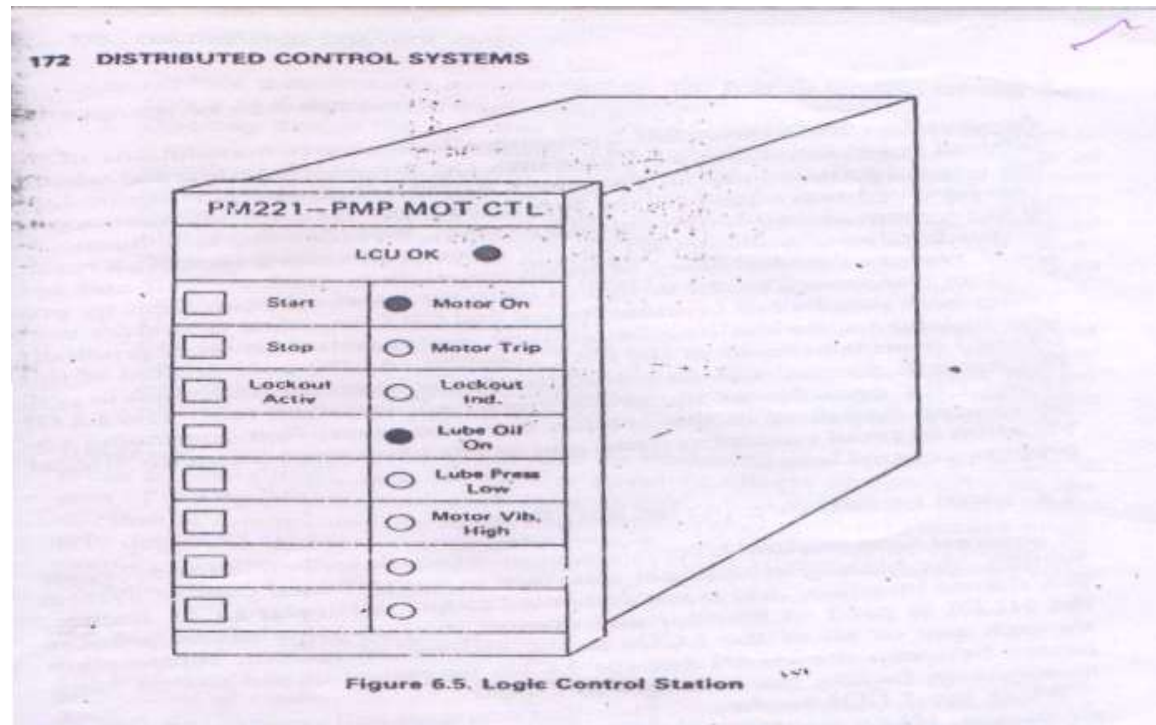 172 DISTRIBUTED CONTROL SYSTEMS
PM221-PMP MOT CTL
LCU OK
Start Motor On
Stop Motor Trip
Lockout Lockout
Activ Ind.
Lube Oil
On
Lube Press
Low
Motor Vib.
High
Figure 6.5. Logic Control Station